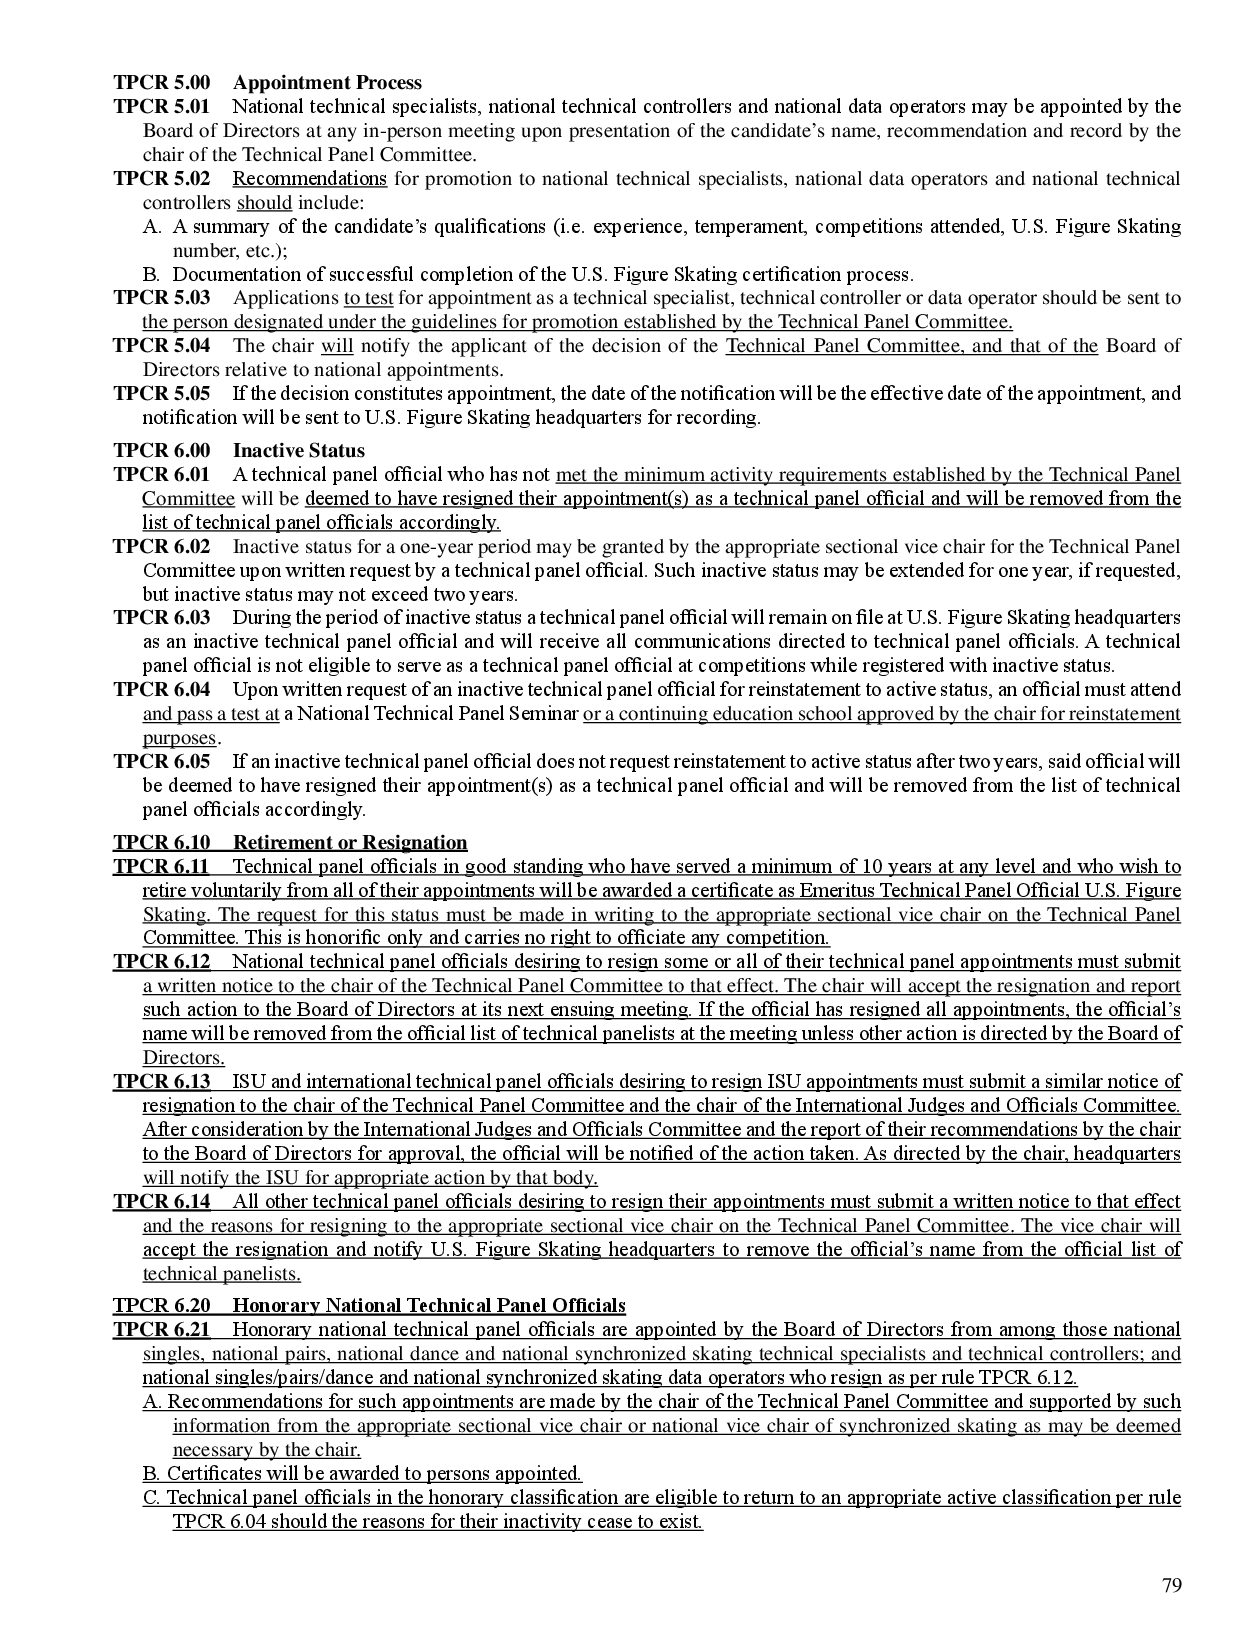 TPCR 5.00 Appointment Process
TPCR 5.01 National technical specialists, national technical controllers and national data operators may be appointed by the
Board of Directors at any in-person meeting upon presentation of the candidate’s name, recommendation and record by the
chair of the Technical Panel Committee.
TPCR 5.02 Recommendations for promotion to national technical specialists, national data operators and national technical
controllers should include:
A. A summary of the candidate’s qualifications (i.e. experience, temperament, competitions attended, U.S. Figure Skating
number, etc.);
B. Documentation of successful completion of the U.S. Figure Skating certification process.
TPCR 5.03 Applications to test for appointment as a technical specialist, technical controller or data operator should be sent to
the person designated under the guidelines for promotion established by the Technical Panel Committee.
TPCR 5.04 The chair will notify the applicant of the decision of the Technical Panel Committee, and that of the Board of
Directors relative to national appointments.
TPCR 5.05 If the decision constitutes appointment, the date of the notification will be the effective date of the appointment, and
notification will be sent to U.S. Figure Skating headquarters for recording.
TPCR 6.00 Inactive Status
TPCR 6.01 A technical panel official who has not met the minimum activity requirements established by the Technical Panel
Committee will be deemed to have resigned their appointment(s) as a technical panel official and will be removed from the
list of technical panel officials accordingly.
TPCR 6.02 Inactive status for a one-year period may be granted by the appropriate sectional vice chair for the Technical Panel
Committee upon written request by a technical panel official. Such inactive status may be extended for one year, if requested,
but inactive status may not exceed two years.
TPCR 6.03 During the period of inactive status a technical panel official will remain on file at U.S. Figure Skating headquarters
as an inactive technical panel official and will receive all communications directed to technical panel officials. A technical
panel official is not eligible to serve as a technical panel official at competitions while registered with inactive status.
TPCR 6.04 Upon written request of an inactive technical panel official for reinstatement to active status, an official must attend
and pass a test at a National Technical Panel Seminar or a continuing education school approved by the chair for reinstatement
purposes.
TPCR 6.05 If an inactive technical panel official does not request reinstatement to active status after two years, said official will
be deemed to have resigned their appointment(s) as a technical panel official and will be removed from the list of technical
panel officials accordingly.
TPCR 6.10 Retirement or Resignation
TPCR 6.11 Technical panel officials in good standing who have served a minimum of 10 years at any level and who wish to
retire voluntarily from all of their appointments will be awarded a certificate as Emeritus Technical Panel Official U.S. Figure
Skating. The request for this status must be made in writing to the appropriate sectional vice chair on the Technical Panel
Committee. This is honorific only and carries no right to officiate any competition.
TPCR 6.12 National technical panel officials desiring to resign some or all of their technical panel appointments must submit
a written notice to the chair of the Technical Panel Committee to that effect. The chair will accept the resignation and report
such action to the Board of Directors at its next ensuing meeting. If the official has resigned all appointments, the official’s
name will be removed from the official list of technical panelists at the meeting unless other action is directed by the Board of
Directors.
TPCR 6.13 ISU and international technical panel officials desiring to resign ISU appointments must submit a similar notice of
resignation to the chair of the Technical Panel Committee and the chair of the International Judges and Officials Committee.
After consideration by the International Judges and Officials Committee and the report of their recommendations by the chair
to the Board of Directors for approval, the official will be notified of the action taken. As directed by the chair, headquarters
will notify the ISU for appropriate action by that body.
TPCR 6.14 All other technical panel officials desiring to resign their appointments must submit a written notice to that effect
and the reasons for resigning to the appropriate sectional vice chair on the Technical Panel Committee. The vice chair will
accept the resignation and notify U.S. Figure Skating headquarters to remove the official’s name from the official list of
technical panelists.
TPCR 6.20 Honorary National Technical Panel Officials
TPCR 6.21 Honorary national technical panel officials are appointed by the Board of Directors from among those national
singles, national pairs, national dance and national synchronized skating technical specialists and technical controllers; and
national singles/pairs/dance and national synchronized skating data operators who resign as per rule TPCR 6.12.
A. Recommendations for such appointments are made by the chair of the Technical Panel Committee and supported by such
information from the appropriate sectional vice chair or national vice chair of synchronized skating as may be deemed
necessary by the chair.
B. Certificates will be awarded to persons appointed.
C. Technical panel officials in the honorary classification are eligible to return to an appropriate active classification per rule
TPCR 6.04 should the reasons for their inactivity cease to exist.
79